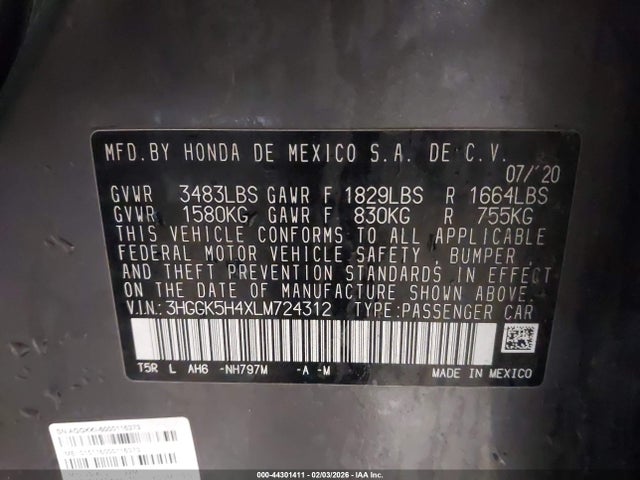 MFD.BY HONDA DE MEXICO S.A. DE C.V.
07/'20
GVWR 3483LBS GAWR F 1829LBS R 1664LBS
GVWR 1580KG GAWR F 830KG R 755KG
THIS VEHICLE CONFORMS TO ALL APPLICABLE
FEDERAL MOTOR VEHICLE SAFETY, BUMPER
AND THEFT PREVENTION STANDARDS IN EFFECT
ON THE DATE OF MANUFACTURE SHOWN ABOVE.
V.I.N.: 3HGGK5H4XLM724312 TYPE:PASSENGER CAR
T5R L AH6 -NH797M -A -M
MADE IN MEXICO
000-44301411 - 02/03/2026 - COPYRIGHT IAA, LLC.